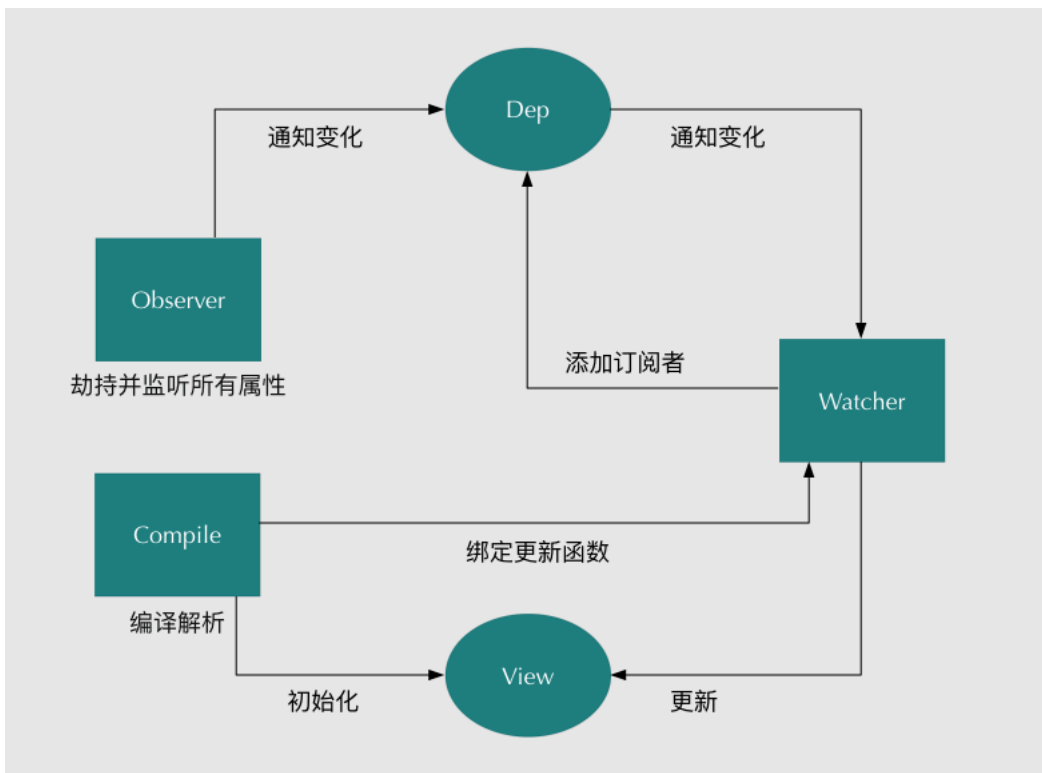 Dep
通知变化
通知变化
Observer
劫持并监听所有属性
添加订阅者
Watcher
Compile
绑定更新函数
编译解析
View
初始化
更新